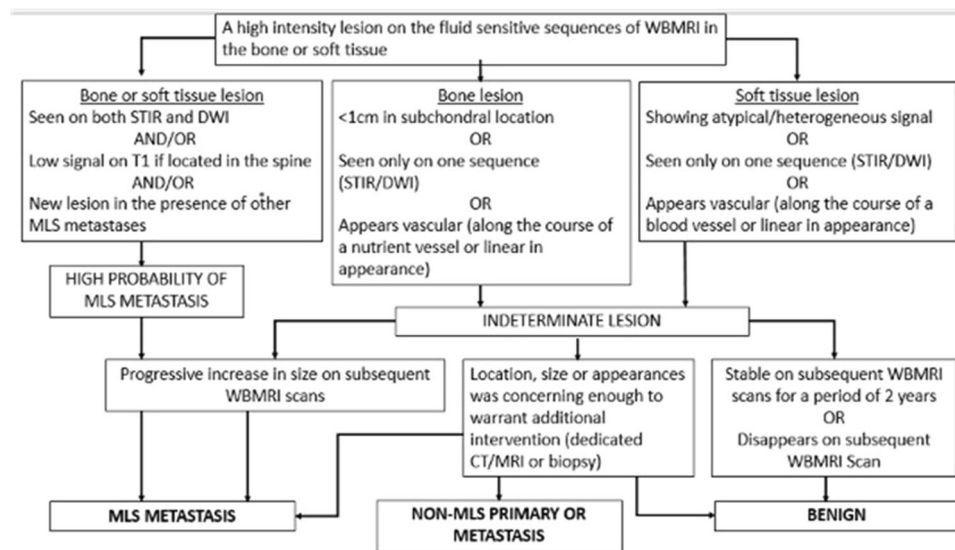 A high intensity lesion on the fluid sensitive sequences of WBMRI in
the bone or soft tissue
Bone or soft tissue lesion
Seen on both STIR and DWI
AND/OR
Low signal on T1 if located in the spine
AND/OR
New lesion in the presence of other
MLS metastases
Bone lesion
<1cm in subchondral location
OR
Seen only on one sequence
(STIR/DWI)
OR
Appears vascular (along the course of
a nutrient vessel or linear in
appearance)
Soft tissue lesion
Showing atypical/heterogeneous signal
OR
Seen only on one sequence (STIR/DWI)
OR
Appears vascular (along the course of a
blood vessel or linear in appearance)
HIGH PROBABILITY OF
MLS METASTASIS
INDETERMINATE LESION
Progressive increase in size on subsequent
WBMRI scans
Location, size or appearances
was concerning enough to
warrant additional
intervention (dedicated
CT/MRI or biopsy)
Stable on subsequent WBMRI
scans for a period of 2 years
OR
Disappears on subsequent
WBMRI Scan
MLS METASTASIS
NON-MLS PRIMARY OR
METASTASIS
BENIGN